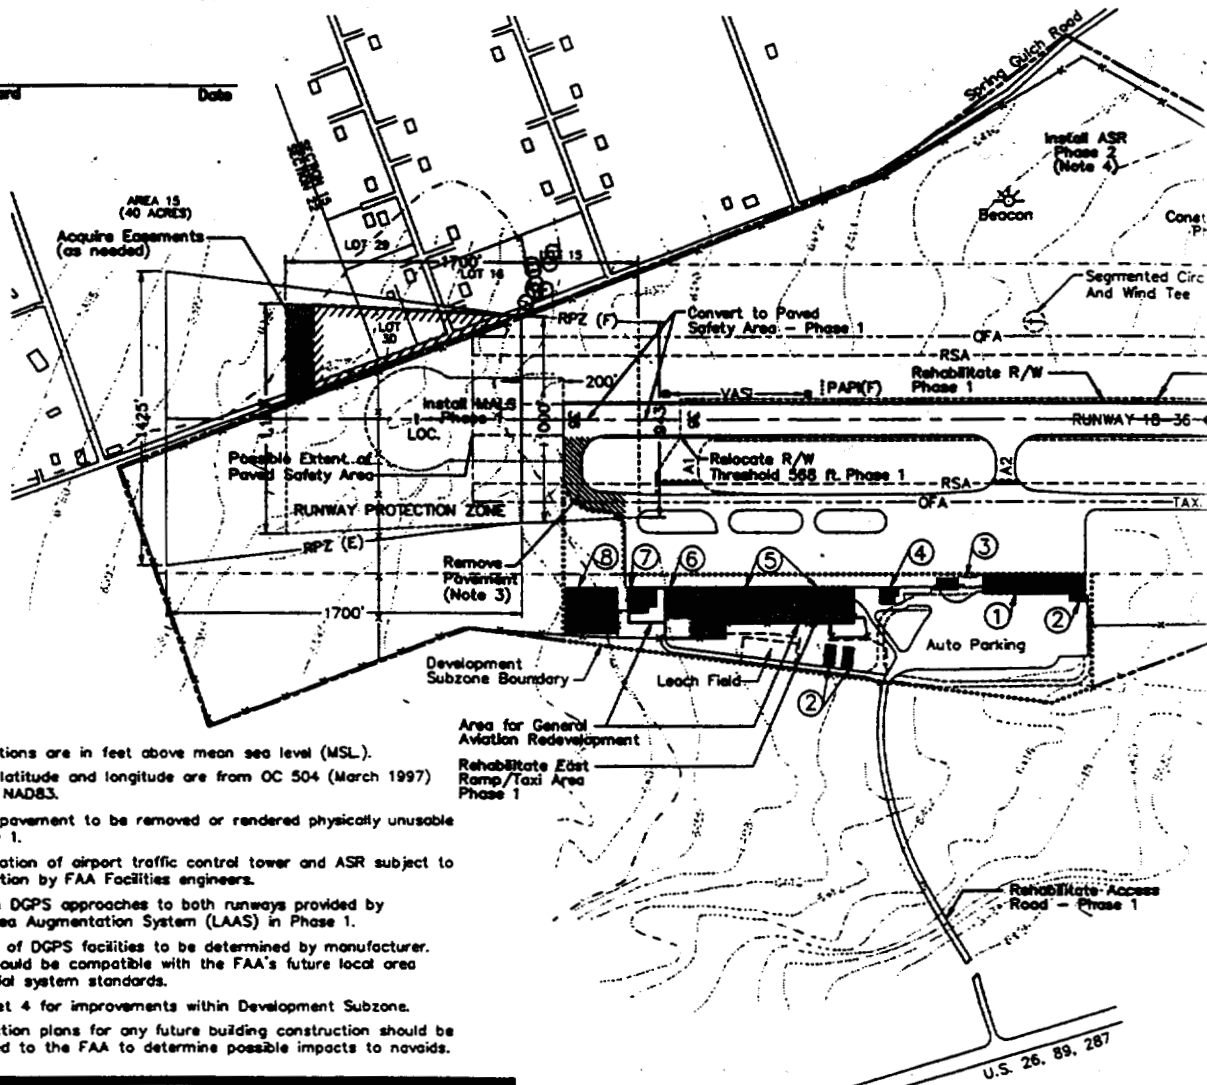 Date
Spring Gulch Road
Install ASR
Phase 2
(Note 4)
Beacon
SECTION 15
SECTION 22
AREA 15
(40 ACRES)
Acquire Easements
(as needed)
LOT 29
1700'
LOT 16
LOT 15
Segmented Circ
And Wind Tee
RPZ (F)
Convert to Paved
Safety Area - Phase 1
LOT
30
OFA
RSA
Rehabilitate R/W
Phase 1
200'
VASI
PAPI(F)
1425'
1000'
943'
Install MALS
Phase 1
LOC.
36
36
RUNWAY 18-36
Possible Extent of
Paved Safety Area
A1
Relocate R/W
Threshold 568 ft. Phase 1
A2
RSA
OFA
TAX.
RUNWAY PROTECTION ZONE
RPZ (E)
Remove
Pavement
(Note 3)
8
7
6
5
4
3
1
2
1700'
Auto Parking
Development
Subzone Boundary
Leach Field
2
Area for General
Aviation Redevelopment
Rehabilitate East
Ramp/Taxi Area
Phase 1
tions are in feet above mean sea level (MSL).
latitude and longitude are from OC 504 (March 1997)
NAD83.
pavement to be removed or rendered physically unusable
1.
ation of airport traffic control tower and ASR subject to
tion by FAA Facilities engineers.
DGPS approaches to both runways provided by
ea Augmentation System (LAAS) in Phase 1.
of DGPS facilities to be determined by manufacturer.
ould be compatible with the FAA's future local area
ial system standards.
et 4 for improvements within Development Subzone.
ction plans for any future building construction should be
ed to the FAA to determine possible impacts to navaids.
Rehabilitate Access
Road - Phase 1
U.S. 26, 89, 287